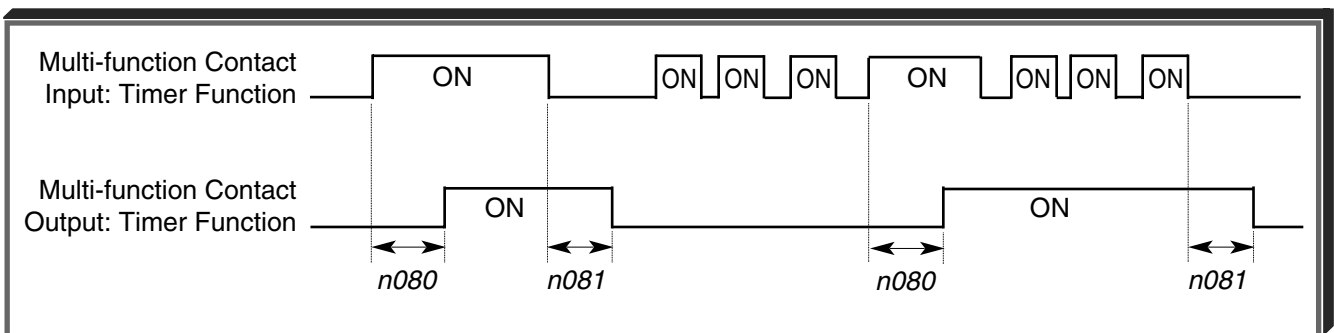 Multi-function Contact
Input: Timer Function
ON ON ON ON ON ON ON ON
Multi-function Contact
Output: Timer Function
ON ON
n080 n081 n080 n081